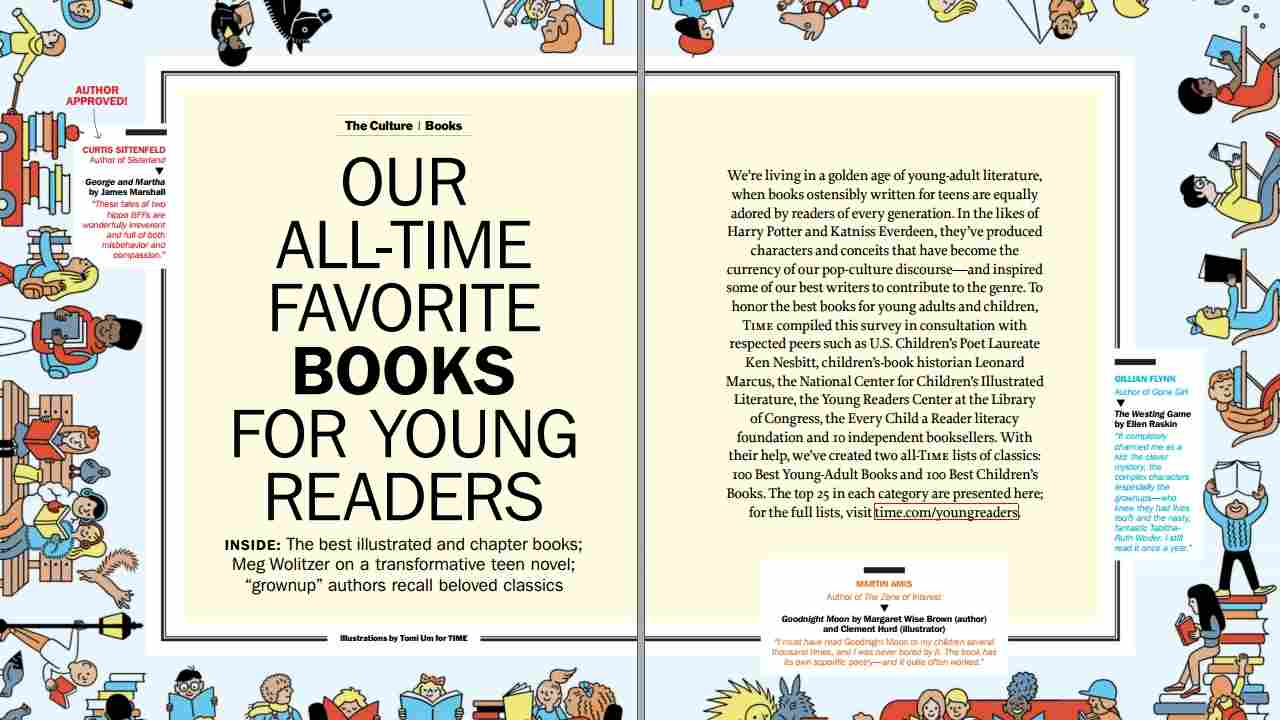 AUTHOR
APPROVED!
CURTIS SITTENFELD
Author of Sisterland
George and Martha
by James Marshall
"These tales of two
hippo BFFs are
wonderfully irreverent
and full of both
misbehavior and
compassion."
The Culture | Books
OUR
ALL-TIME
FAVORITE
BOOKS
FOR YOUNG
READERS
INSIDE: The best illustrated and chapter books;
Meg Wolitzer on a transformative teen novel;
“grownup” authors recall beloved classics
Illustrations by Tomi Um for TIME
We’re living in a golden age of young-adult literature,
when books ostensibly written for teens are equally
adored by readers of every generation. In the likes of
Harry Potter and Katniss Everdeen, they’ve produced
characters and conceits that have become the
currency of our pop-culture discourse—and inspired
some of our best writers to contribute to the genre. To
honor the best books for young adults and children,
TIME compiled this survey in consultation with
respected peers such as U.S. Children’s Poet Laureate
Ken Nesbitt, children’s-book historian Leonard
Marcus, the National Center for Children’s Illustrated
Literature, the Young Readers Center at the Library
of Congress, the Every Child a Reader literacy
foundation and 10 independent booksellers. With
their help, we’ve created two all-TIME lists of classics:
100 Best Young-Adult Books and 100 Best Children’s
Books. The top 25 in each category are presented here;
for the full lists, visit time.com/youngreaders.
GILLIAN FLYNN
Author of Gone Girl
The Westing Game
by Ellen Raskin
"It completely
charmed me as a
kid: the clever
mystery, the
complex characters
(especially the
grownups—who
knew they had lives
too?) and the nasty,
fantastic Tabitha-
Ruth Wexler. I still
read it once a year."
MARTIN AMIS
Author of The Zone of Interest
Goodnight Moon by Margaret Wise Brown (author)
and Clement Hurd (illustrator)
"I must have read Goodnight Moon to my children several
thousand times, and I was never bored by it. The book has
its own soporific poetry—and it quite often worked."